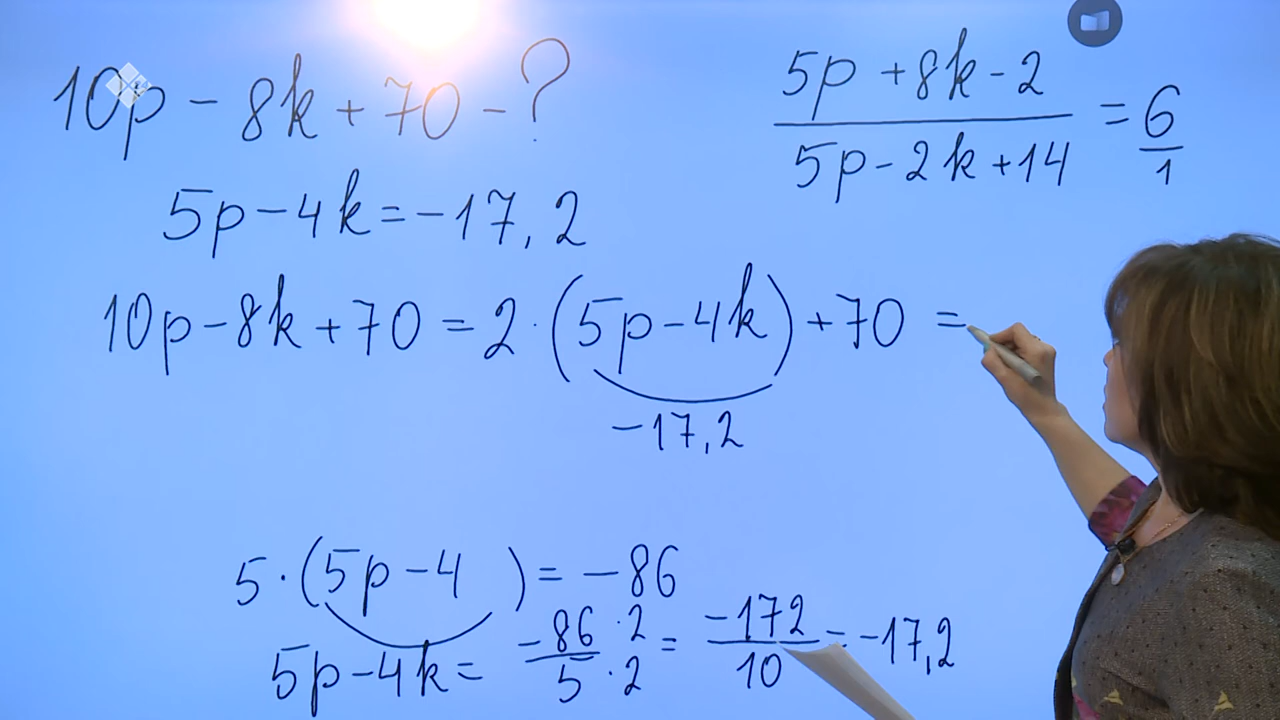 10p - 8k + 70 - ?
5p + 8k - 2 / 5p - 2k + 14 = 6 / 1
5p - 4k = -17,2
10p - 8k + 70 = 2 · (5p - 4k) + 70 =
-17,2
5 · (5p - 4 ) = -86
5p - 4k = -86 · 2 / 5 · 2 = -172 / 10 = -17,2